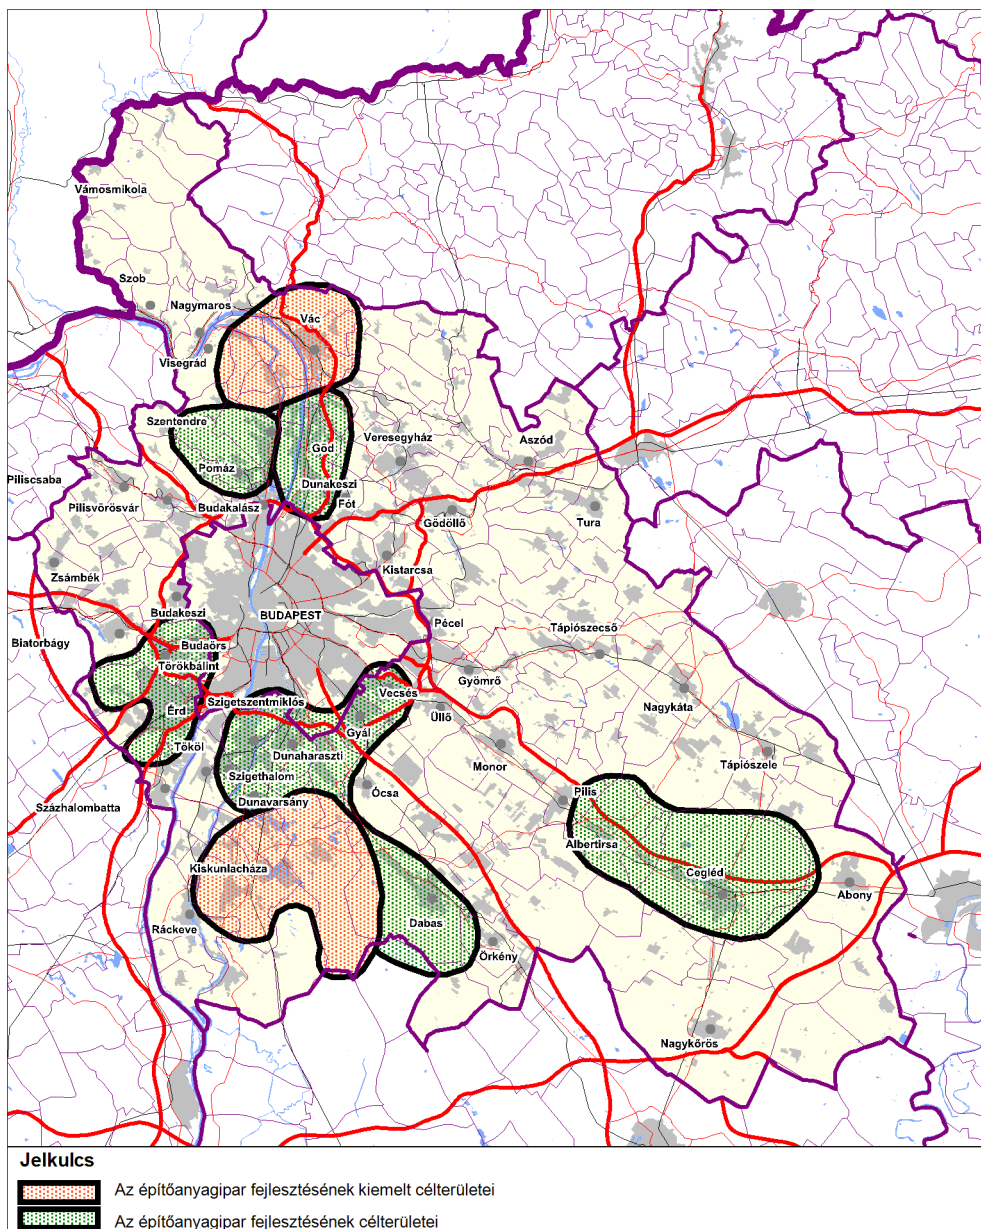 Vámosmikola
Szob
Nagymaros
Vác
Visegrád
Szentendre
Veresegyház
Aszód
Göd
Pomáz
Piliscsaba
Dunakeszi
Pilisvörösvár
Budakalász
Fót
Gödöllő
Tura
Zsámbék
Kistarcsa
Budakeszi
BUDAPEST
Pécel
Tápiószecső
Biatorbágy
Budaörs
Törökbálint
Gyömrő
Vecsés
Nagykáta
Érd
Szigetszentmiklós
Üllő
Gyál
Tököl
Dunaharaszti
Monor
Tápiószele
Szigethalom
Ócsa
Pilis
Százhalombatta
Dunavarsány
Albertirsa
Kiskunlacháza
Cegléd
Abony
Dabas
Ráckeve
Örkény
Nagykőrös
Jelkulcs
Az építőanyagipar fejlesztésének kiemelt célterületei
Az építőanyagipar fejlesztésének célterületei